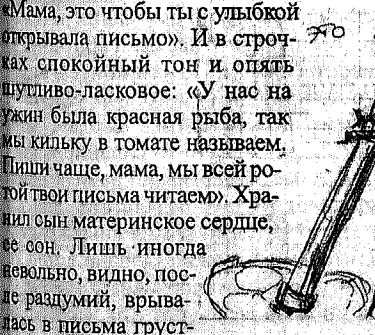 «Мама, это чтобы ты с улыбкой
открывала письмо». И в строч-
ках спокойный тон и опять
шутливо-ласковое: «У нас на
ужин была красная рыба, так
мы кильку в томате называем.
Пиши чаще, мама, мы всей ро-
той твои письма читаем». Хра-
нил сын материнское сердце,
ее сон. Лишь иногда
невольно, видно, пос-
ле раздумий, врыва-
лась в письма груст-